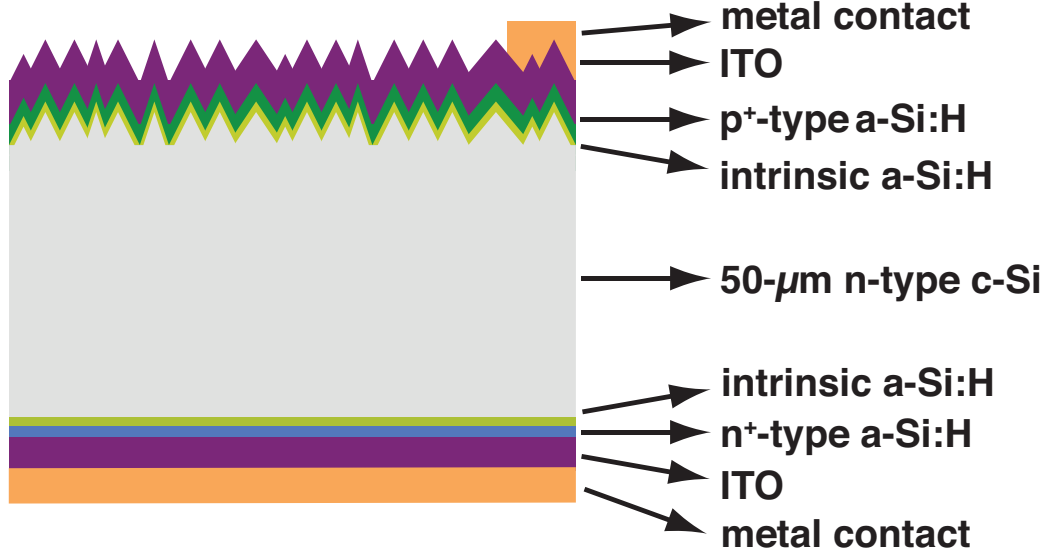 metal contact
ITO
p⁺-type a-Si:H
intrinsic a-Si:H
50-μm n-type c-Si
intrinsic a-Si:H
n⁺-type a-Si:H
ITO
metal contact